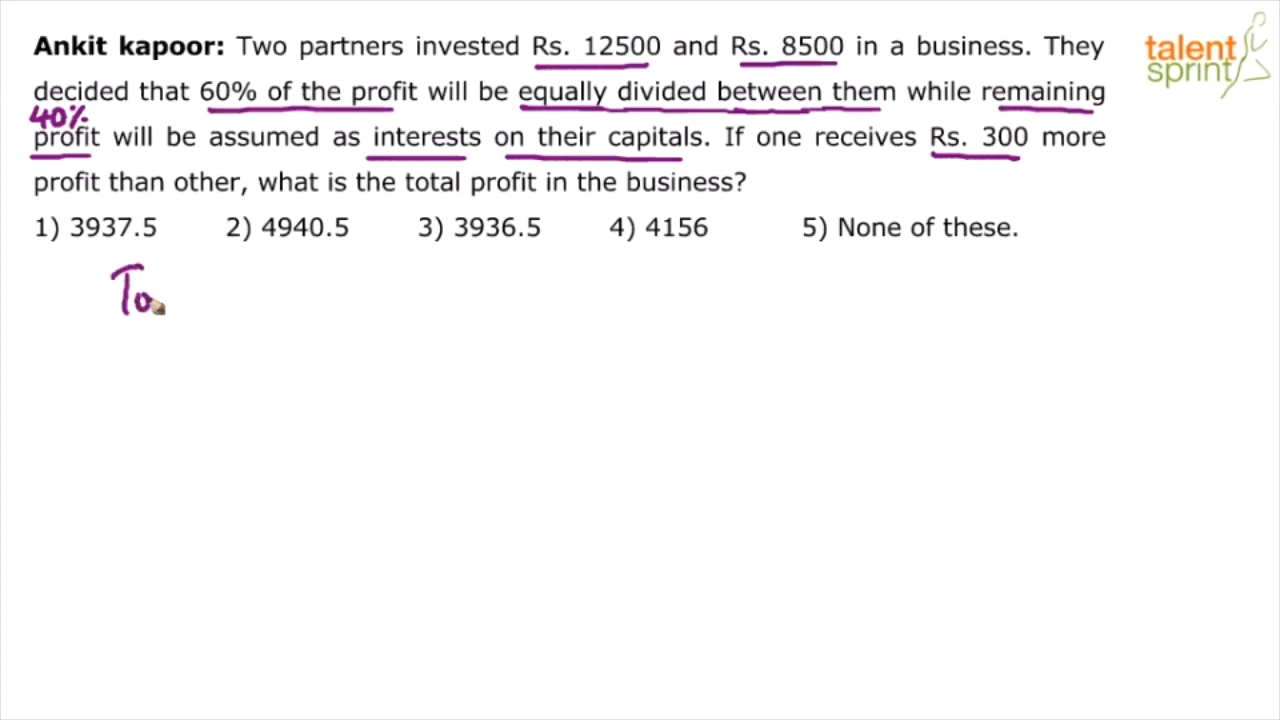 Ankit kapoor: Two partners invested Rs. 12500 and Rs. 8500 in a business. They
talent
sprint
decided that 60% of the profit will be equally divided between them while remaining
40%
profit will be assumed as interests on their capitals. If one receives Rs. 300 more
profit than other, what is the total profit in the business?
1) 3937.5 2) 4940.5 3) 3936.5 4) 4156 5) None of these.
To